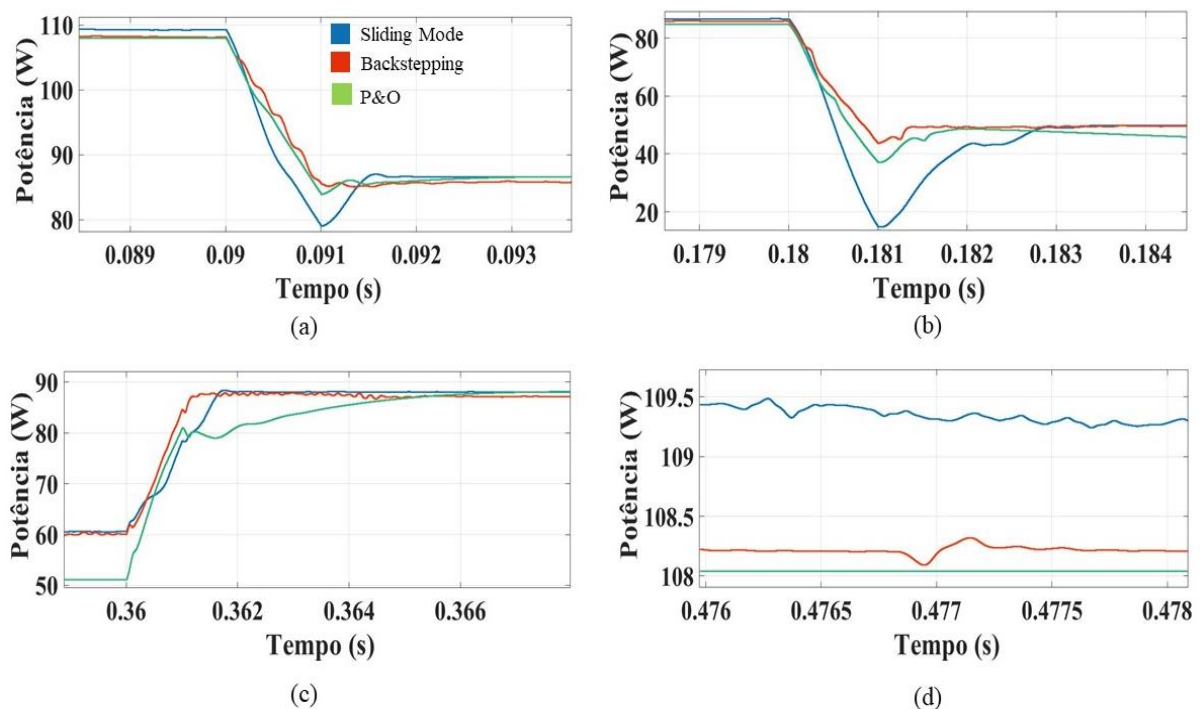 Potência (W)
110
100
90
80
Sliding Mode
Backstepping
P&O
0.089 0.09 0.091 0.092 0.093
Tempo (s)
(a)
Potência (W)
80
60
40
20
0.179 0.18 0.181 0.182 0.183 0.184
Tempo (s)
(b)
Potência (W)
90
80
70
60
50
0.36 0.362 0.364 0.366
Tempo (s)
(c)
Potência (W)
109.5
109
108.5
108
0.476 0.4765 0.477 0.4775 0.478
Tempo (s)
(d)